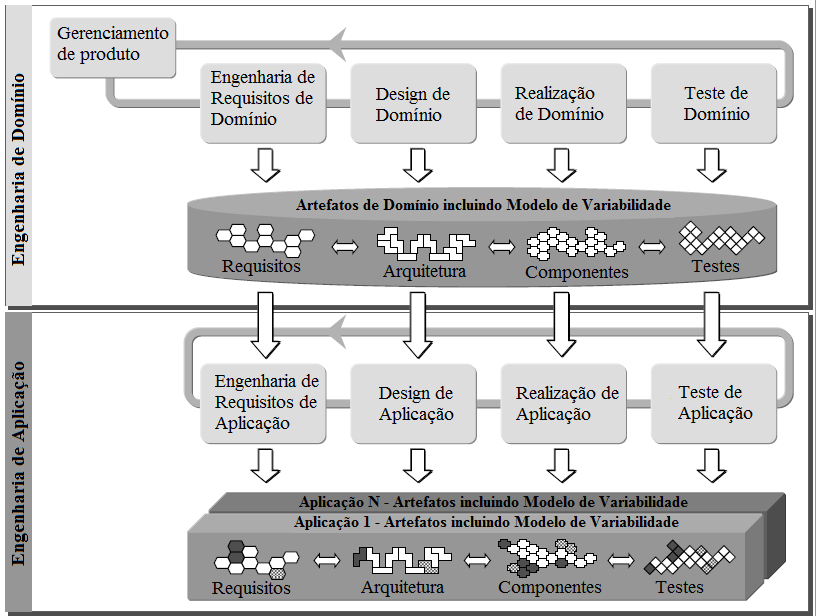 Engenharia de Domínio
Gerenciamento
de produto
Engenharia de
Requisitos de
Domínio
Design de
Domínio
Realização
de Domínio
Teste de
Domínio
Artefatos de Domínio incluindo Modelo de Variabilidade
Requisitos
Arquitetura
Componentes
Testes
Engenharia de Aplicação
Engenharia de
Requisitos de
Aplicação
Design de
Aplicação
Realização de
Aplicação
Teste de
Aplicação
Aplicação N - Artefatos incluindo Modelo de Variabilidade
Aplicação 1 - Artefatos incluindo Modelo de Variabilidade
Requisitos
Arquitetura
Componentes
Testes